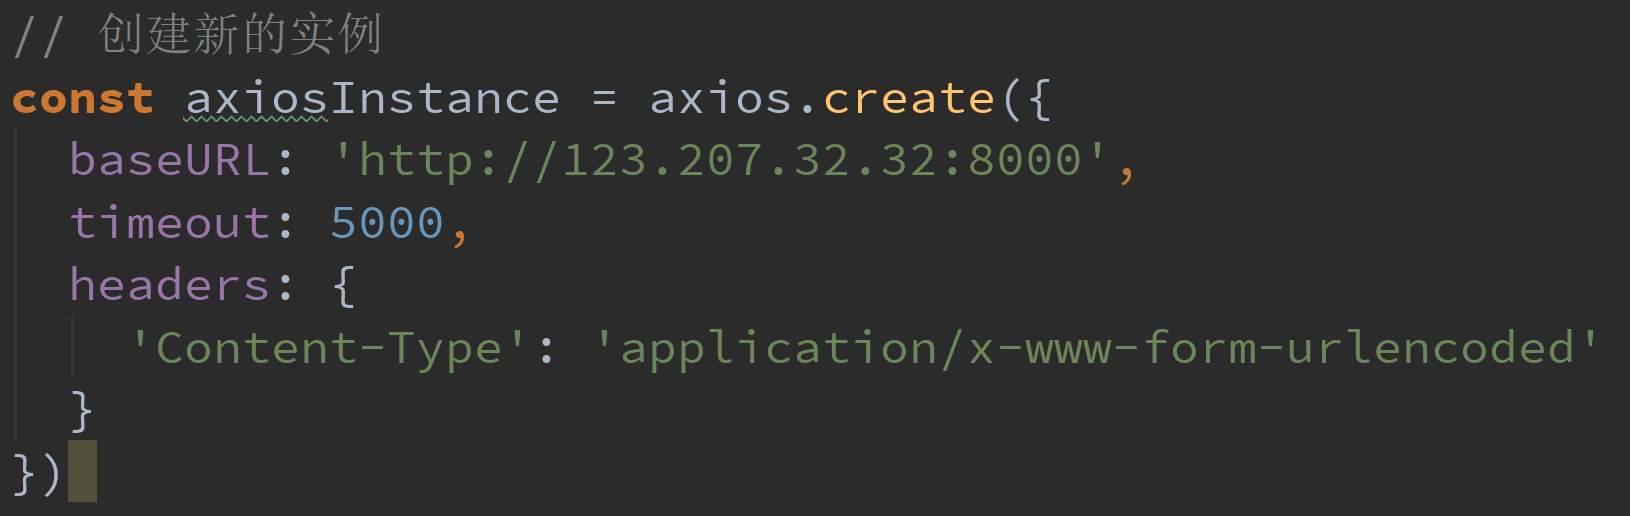 // 创建新的实例
const axiosInstance = axios.create({
  baseURL: 'http://123.207.32.32:8000',
  timeout: 5000,
  headers: {
    'Content-Type': 'application/x-www-form-urlencoded'
  }
})